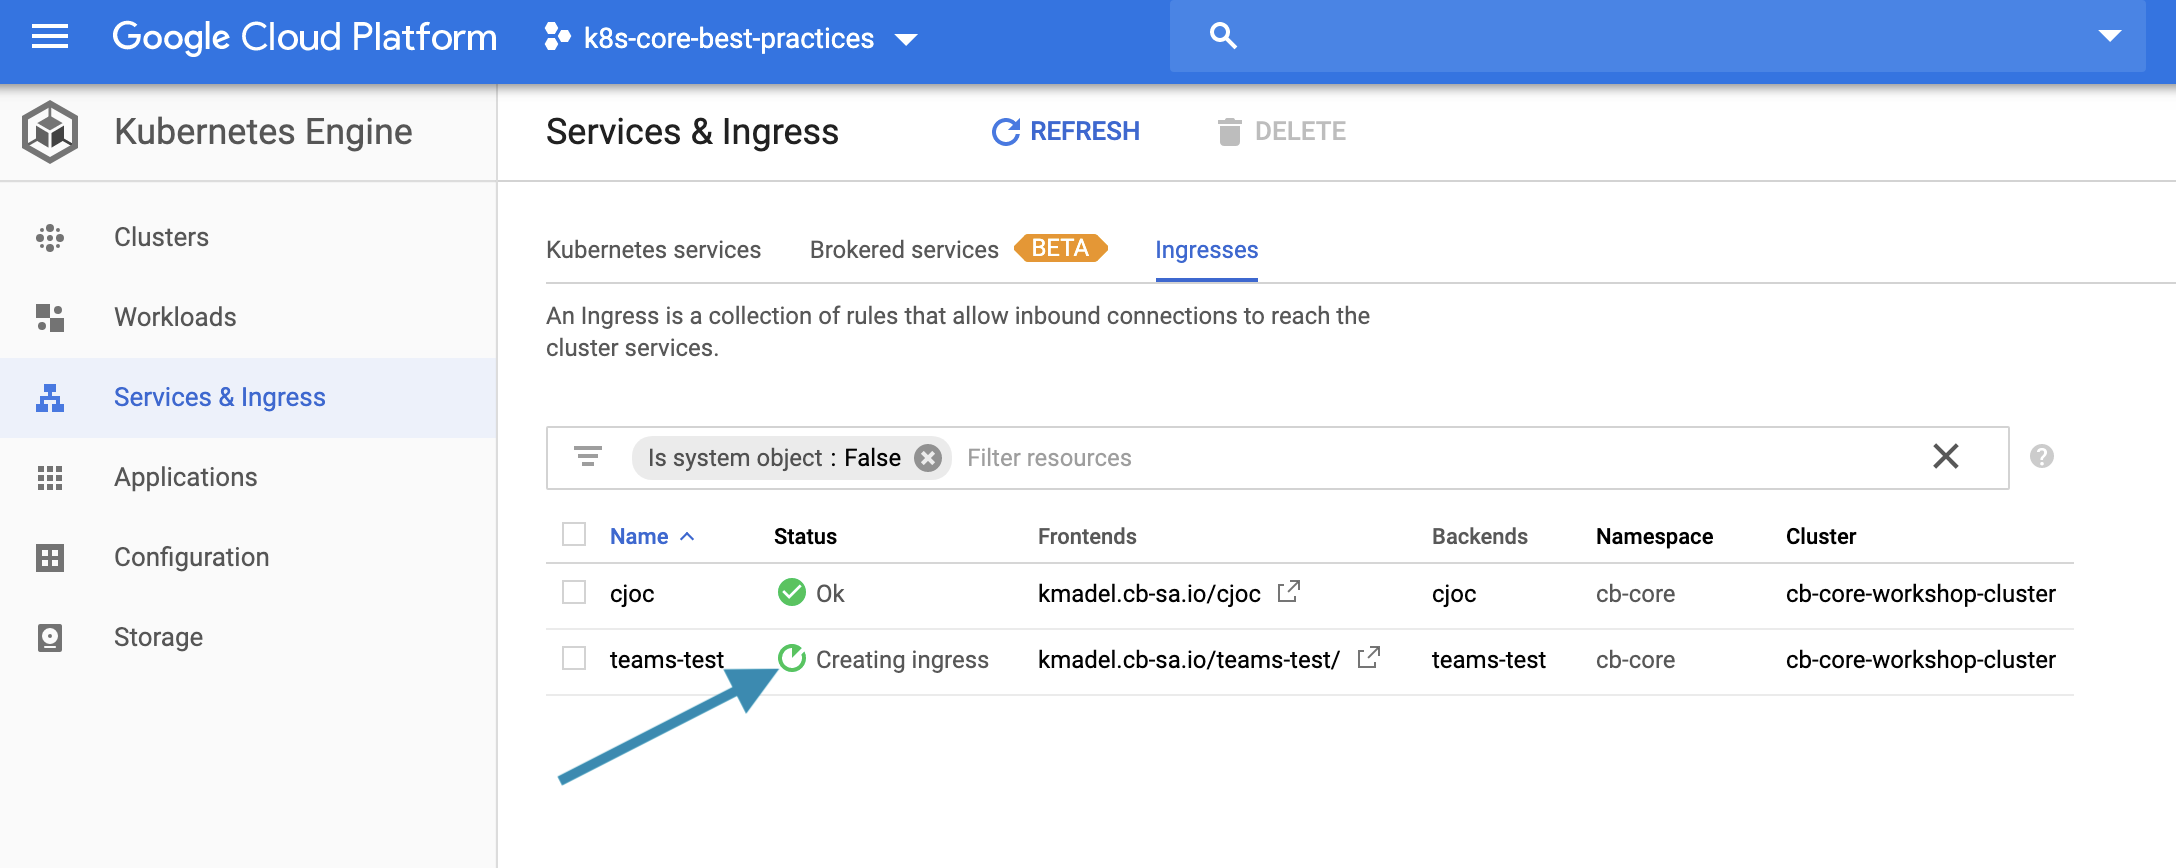 Google Cloud Platform k8s-core-best-practices
Kubernetes Engine
Services & Ingress REFRESH DELETE
Clusters
Workloads
Services & Ingress
Applications
Configuration
Storage
Kubernetes services Brokered services BETA Ingresses
An Ingress is a collection of rules that allow inbound connections to reach the
cluster services.
Is system object : False Filter resources
Name Status Frontends Backends Namespace Cluster
cjoc Ok kmadel.cb-sa.io/cjoc cjoc cb-core cb-core-workshop-cluster
teams-test Creating ingress kmadel.cb-sa.io/teams-test/ teams-test cb-core cb-core-workshop-cluster